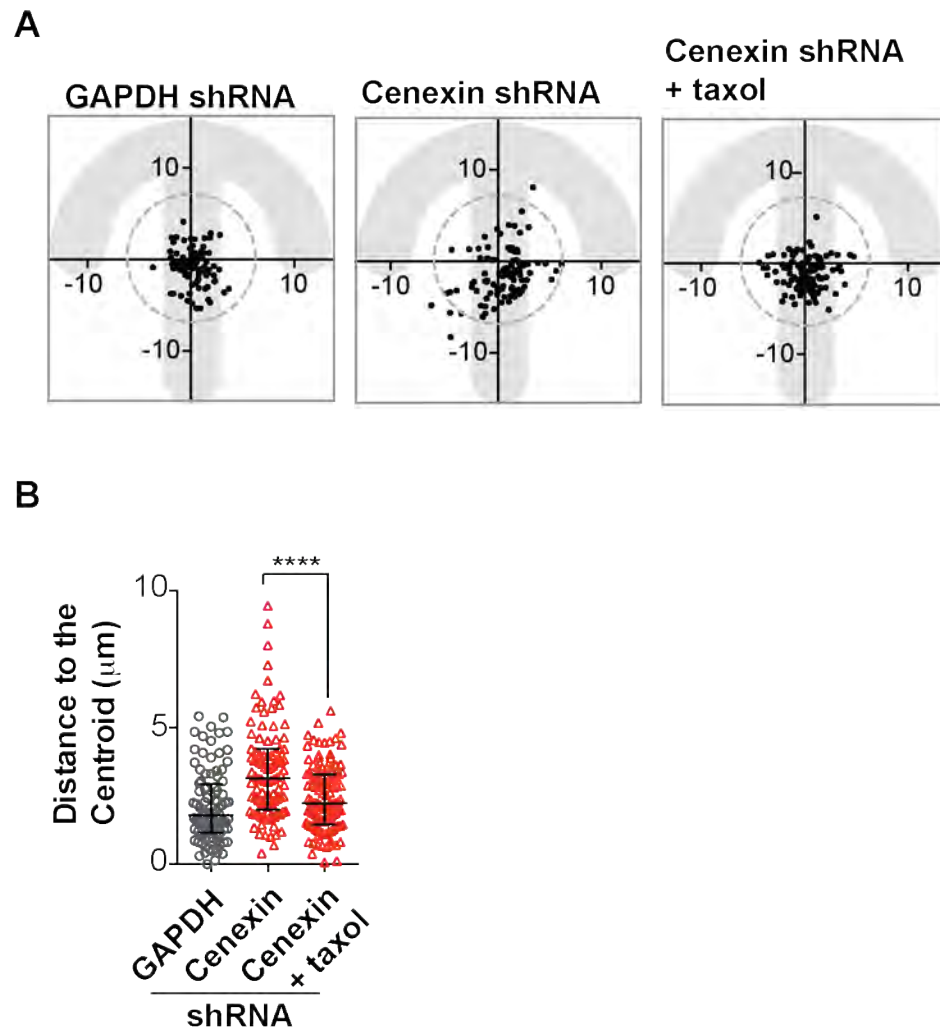 A
GAPDH shRNA
Cenexin shRNA
Cenexin shRNA
+ taxol
10
-10
10
-10
10
-10
10
-10
10
-10
10
-10
B
****
Distance to the
Centroid (μm)
10
5
0
GAPDH
Cenexin
Cenexin
+ taxol
shRNA